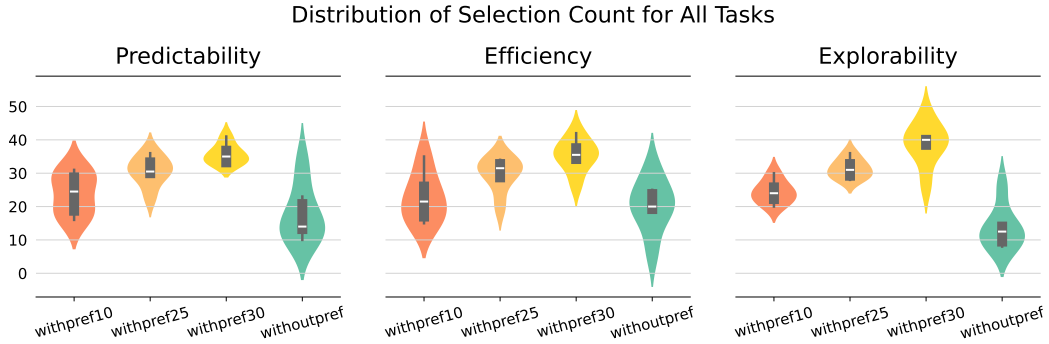 Distribution of Selection Count for All Tasks
Predictability
Efficiency
Explorability
50
40
30
20
10
0
withpref10 withpref25 withpref30 withoutpref
withpref10 withpref25 withpref30 withoutpref
withpref10 withpref25 withpref30 withoutpref